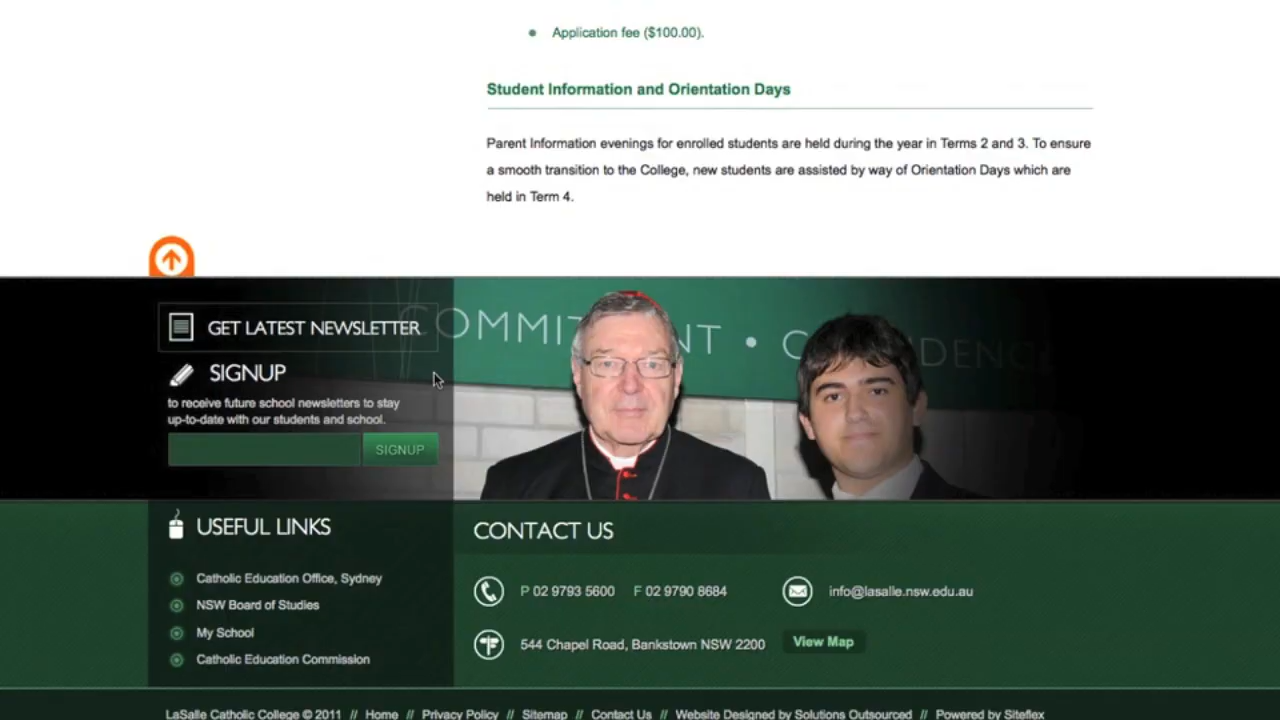 Application fee ($100.00).
Student Information and Orientation Days
Parent Information evenings for enrolled students are held during the year in Terms 2 and 3. To ensure
a smooth transition to the College, new students are assisted by way of Orientation Days which are
held in Term 4.
GET LATEST NEWSLETTER
COMMITMENT • CONFIDENCE
SIGNUP
to receive future school newsletters to stay
up-to-date with our students and school.
SIGNUP
USEFUL LINKS
Catholic Education Office, Sydney
NSW Board of Studies
My School
Catholic Education Commission
CONTACT US
P 02 9793 5600 F 02 9790 8684
info@lasalle.nsw.edu.au
544 Chapel Road, Bankstown NSW 2200
View Map
LaSalle Catholic College © 2011 // Home // Privacy Policy // Sitemap // Contact Us // Website Designed by Solutions Outsourced // Powered by Siteflex